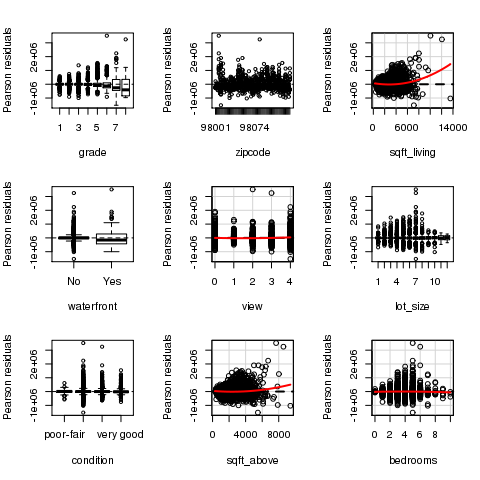 Pearson residuals
-1e+06 2e+06
1 3 5 7
grade
Pearson residuals
-1e+06 2e+06
98001 98074
zipcode
Pearson residuals
-1e+06 2e+06
0 6000 14000
sqft_living
Pearson residuals
-1e+06 2e+06
No Yes
waterfront
Pearson residuals
-1e+06 2e+06
0 1 2 3 4
view
Pearson residuals
-1e+06 2e+06
1 4 7 10
lot_size
Pearson residuals
-1e+06 2e+06
poor-fair very good
condition
Pearson residuals
-1e+06 2e+06
0 4000 8000
sqft_above
Pearson residuals
-1e+06 2e+06
0 2 4 6 8
bedrooms